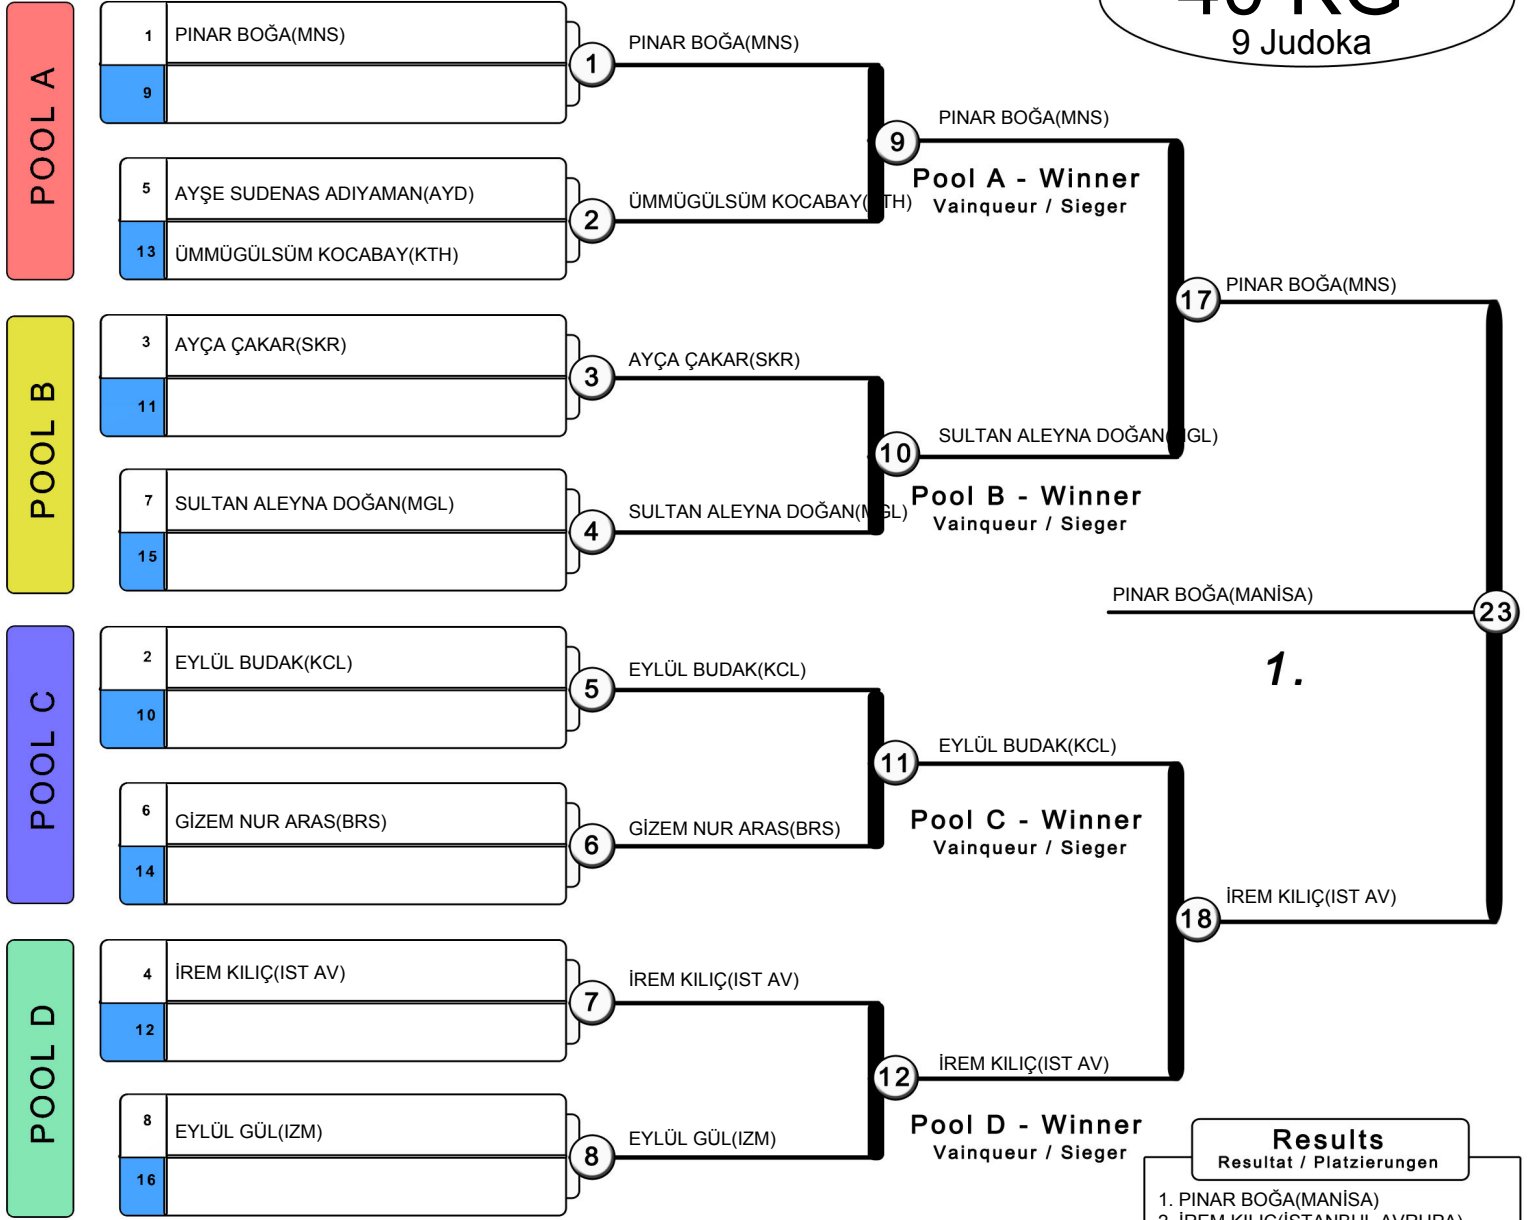 40 KG
9 Judoka
POOL A
1 PINAR BOĞA(MNS)
9
1
PINAR BOĞA(MNS)
5 AYŞE SUDENAS ADIYAMAN(AYD)
13 ÜMMÜGÜLSÜM KOCABAY(KTH)
2
ÜMMÜGÜLSÜM KOCABAY(KTH)
9
PINAR BOĞA(MNS)
Pool A - Winner
Vainqueur / Sieger
POOL B
3 AYÇA ÇAKAR(SKR)
11
3
AYÇA ÇAKAR(SKR)
7 SULTAN ALEYNA DOĞAN(MGL)
15
4
SULTAN ALEYNA DOĞAN(MGL)
10
SULTAN ALEYNA DOĞAN(MGL)
Pool B - Winner
Vainqueur / Sieger
17
PINAR BOĞA(MNS)
POOL C
2 EYLÜL BUDAK(KCL)
10
5
EYLÜL BUDAK(KCL)
6 GİZEM NUR ARAS(BRS)
14
6
GİZEM NUR ARAS(BRS)
11
EYLÜL BUDAK(KCL)
Pool C - Winner
Vainqueur / Sieger
POOL D
4 İREM KILIÇ(IST AV)
12
7
İREM KILIÇ(IST AV)
8 EYLÜL GÜL(IZM)
16
8
EYLÜL GÜL(IZM)
12
İREM KILIÇ(IST AV)
Pool D - Winner
Vainqueur / Sieger
18
İREM KILIÇ(IST AV)
PINAR BOĞA(MANİSA)
23
1.
Results
Resultat / Platzierungen
1. PINAR BOĞA(MANİSA)
2. İREM KILIÇ(İSTANBUL AVRUPA)